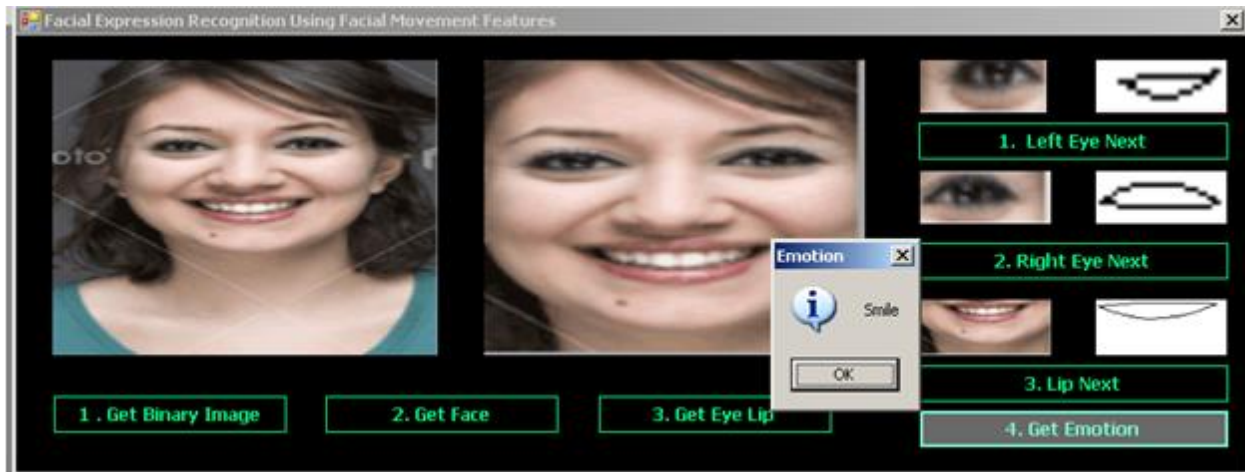 Facial Expression Recognition Using Facial Movement Features
oto
1. Left Eye Next
2. Right Eye Next
Emotion
Smile
OK
3. Lip Next
1 . Get Binary Image
2. Get Face
3. Get Eye Lip
4. Get Emotion